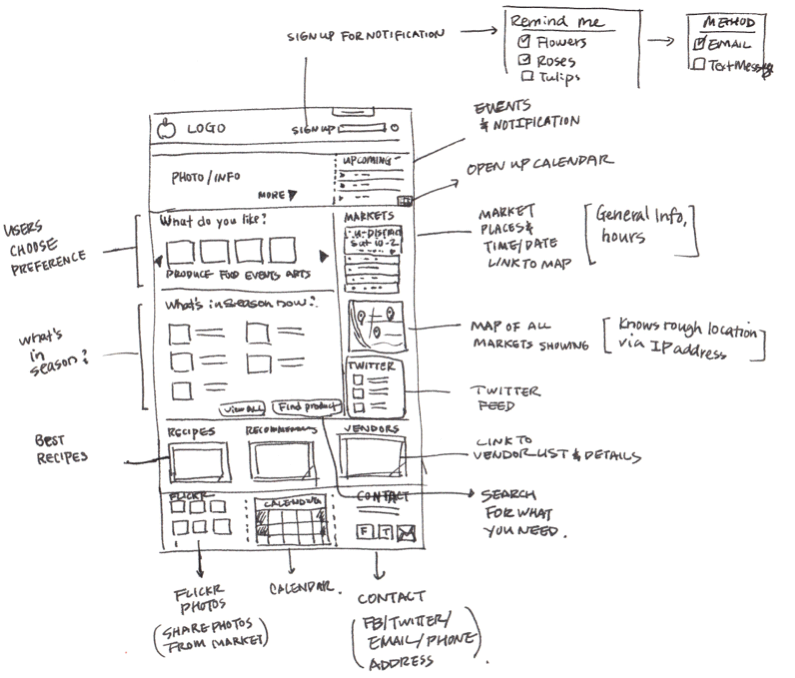 SIGN UP FOR NOTIFICATION
Remind me
Flowers
Roses
Tulips
METHOD
EMAIL
Text Message
LOGO
SIGN UP
EVENTS
& NOTIFICATION
PHOTO / INFO
MORE
UPCOMING
OPEN UP CALENDAR
USERS
CHOOSE
PREFERENCE
What do you like?
PRODUCE FOOD EVENTS ARTS
MARKETS
U-District
Sat 10-2
MARKET
PLACES &
TIME/DATE
LINK TO MAP
General Info,
hours
What's
in
season?
What's in season now?
View All
Find product
MAP OF ALL
MARKETS SHOWING
Knows rough location
via IP address
TWITTER
TWITTER
FEED
BEST
RECIPES
RECIPES
VENDORS
LINK TO
VENDOR LIST & DETAILS
SEARCH
FOR WHAT
YOU NEED.
FLICKR
CALENDAR
CONTACT
F T
FLICKR
PHOTOS
(SHARE PHOTOS
FROM MARKET)
CALENDAR.
CONTACT
(FB/TWITTER/
EMAIL/PHONE
ADDRESS).